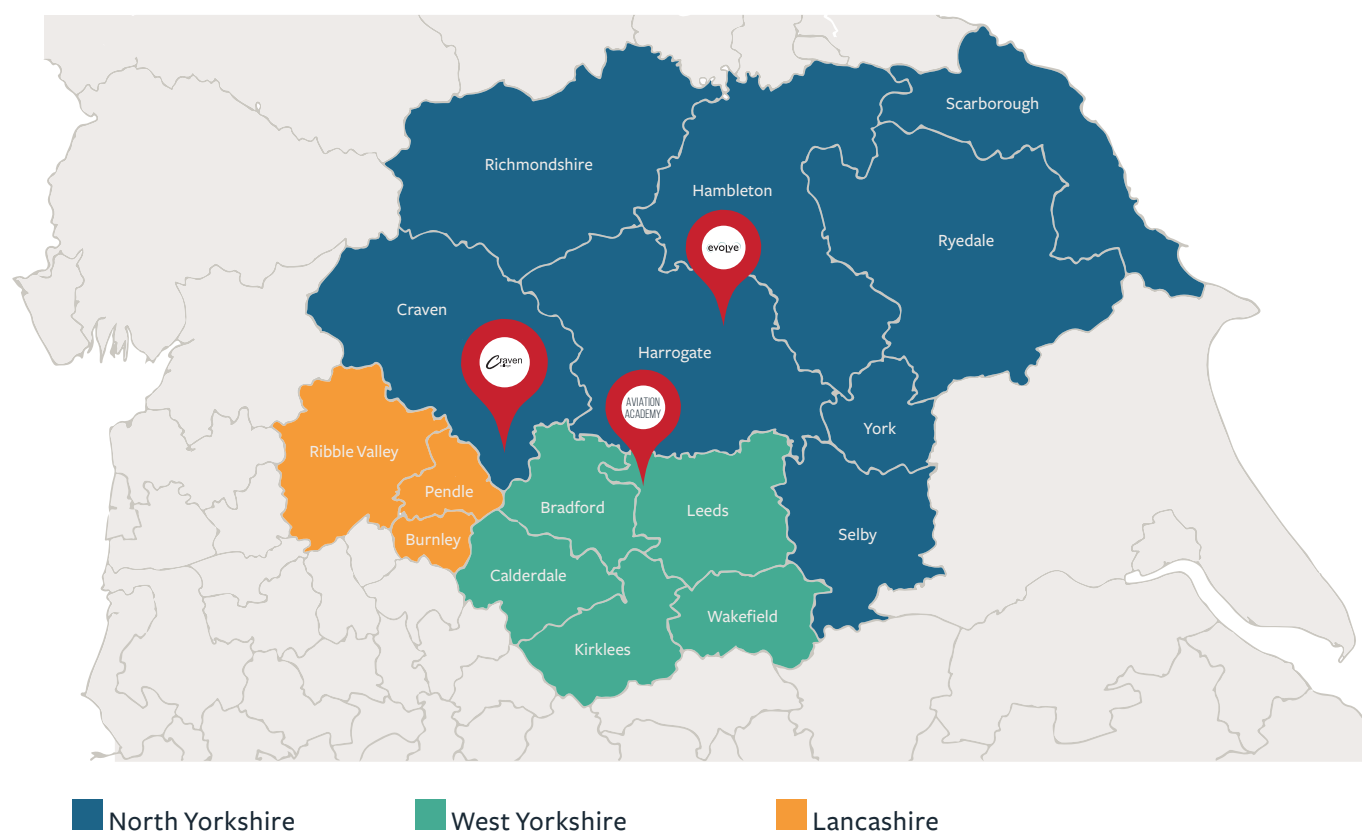 Scarborough
Richmondshire
Hambleton
evolve
Ryedale
Craven
Craven
Harrogate
AVIATION
ACADEMY
York
Ribble Valley
Pendle
Bradford
Leeds
Burnley
Selby
Calderdale
Wakefield
Kirklees
North Yorkshire
West Yorkshire
Lancashire